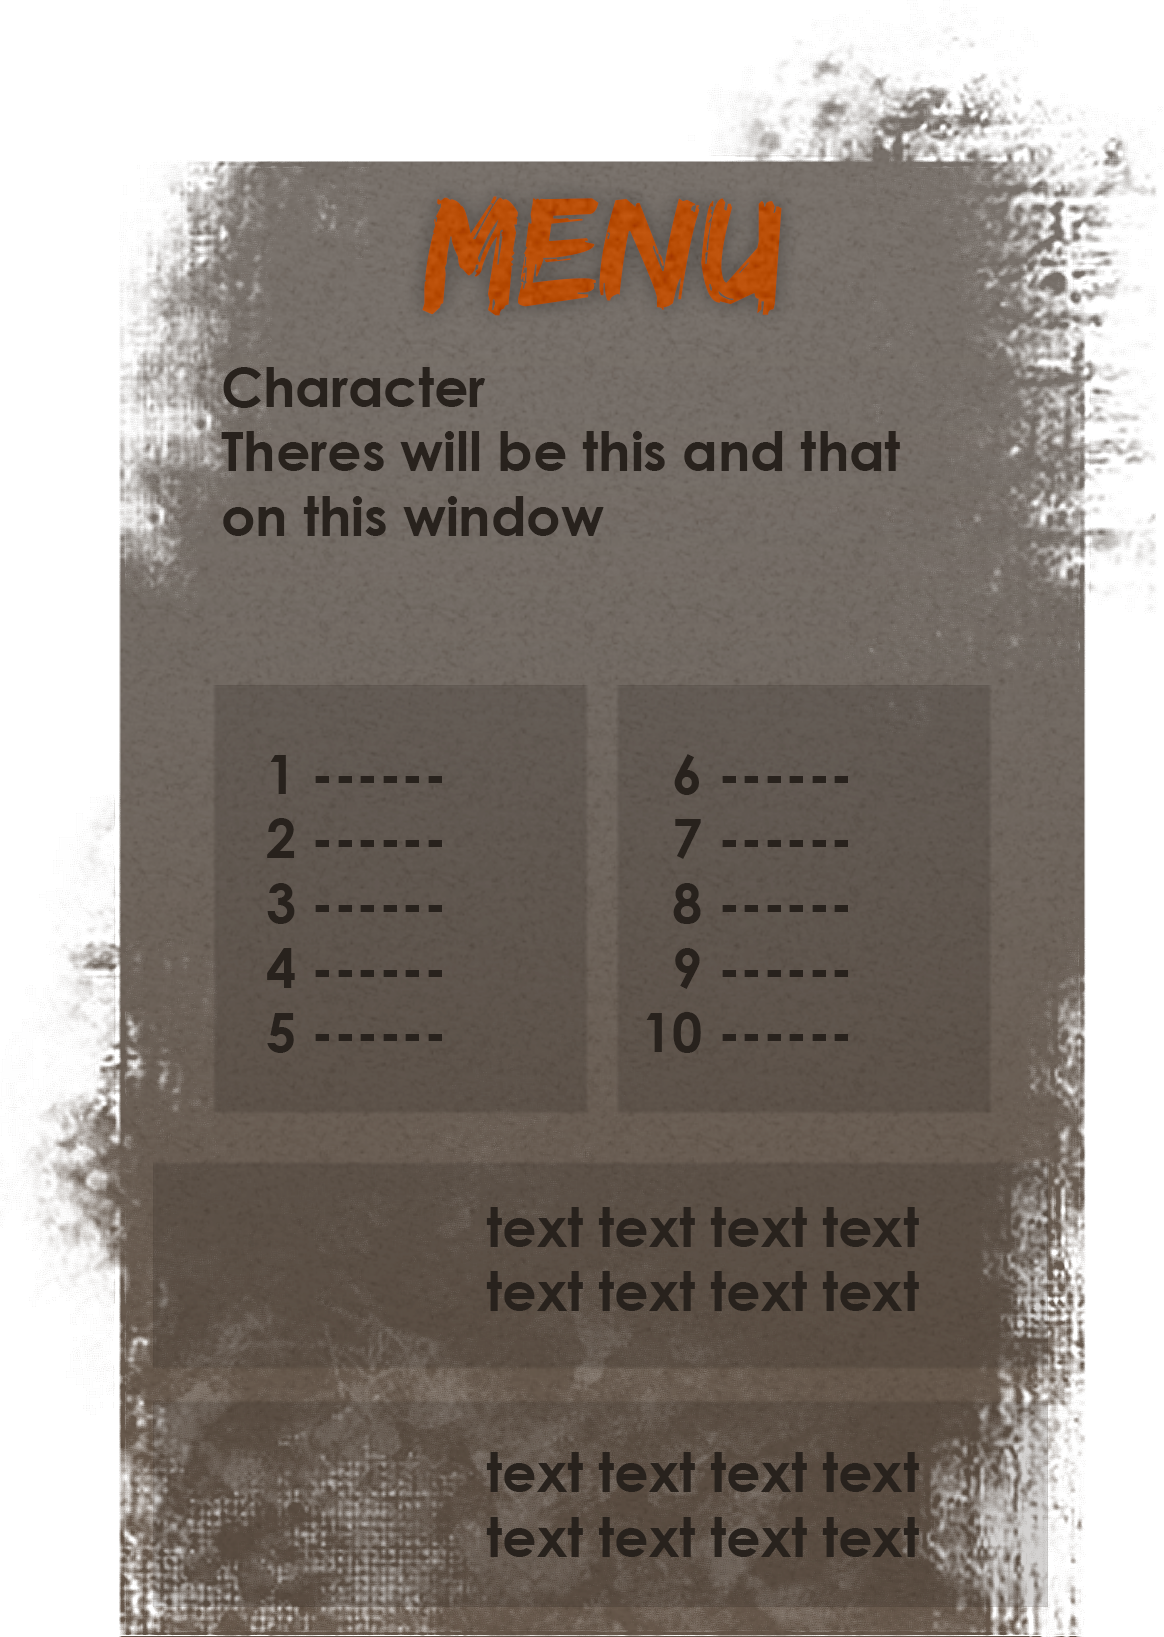 MENU
Character
Theres will be this and that
on this window
1 ------
2 ------
3 ------
4 ------
5 ------
6 ------
7 ------
8 ------
9 ------
10 ------
text text text text
text text text text
text text text text
text text text text